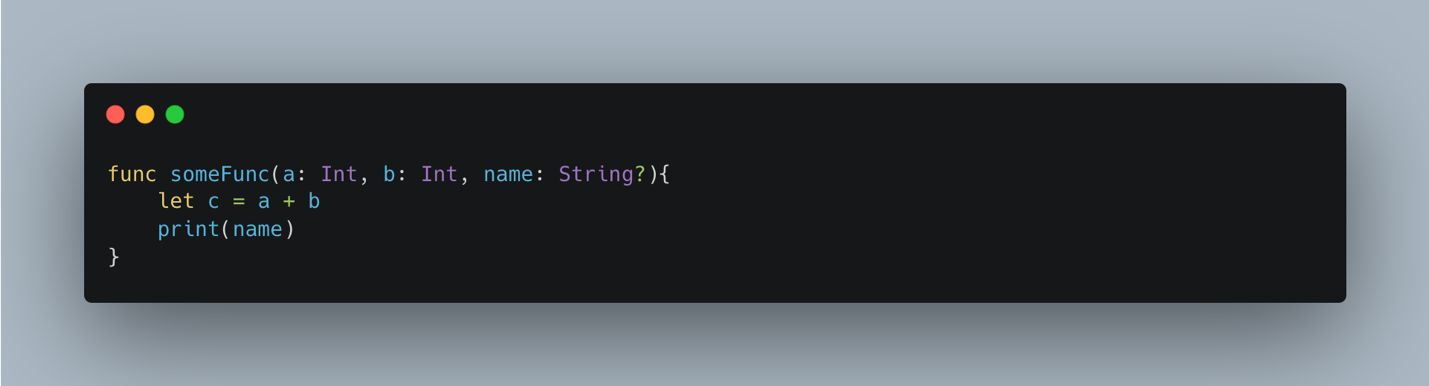 func someFunc(a: Int, b: Int, name: String?){
    let c = a + b
    print(name)
}